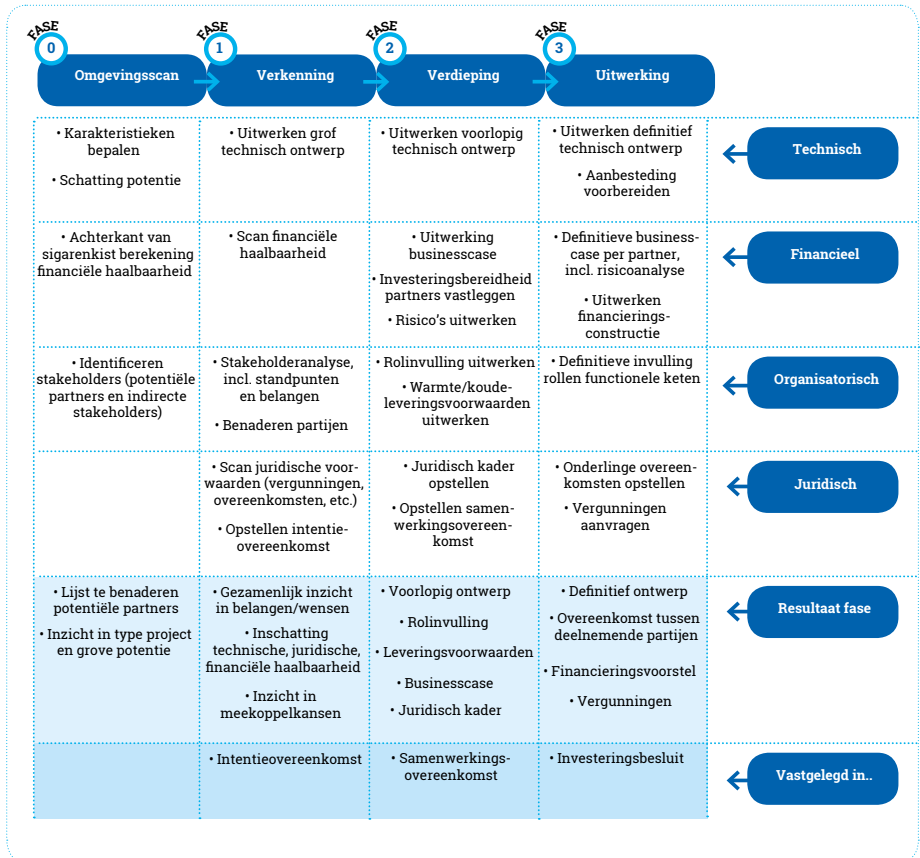 FASE
0
Omgevingsscan
FASE
1
Verkenning
FASE
2
Verdieping
FASE
3
Uitwerking
• Karakteristieken
bepalen
• Schatting potentie
• Uitwerken grof
technisch ontwerp
• Uitwerken voorlopig
technisch ontwerp
• Uitwerken definitief
technisch ontwerp
• Aanbesteding
voorbereiden
Technisch
• Achterkant van
sigarenkist berekening
financiële haalbaarheid
• Scan financiële
haalbaarheid
• Uitwerking
businesscase
• Investeringsbereidheid
partners vastleggen
• Risico's uitwerken
• Definitieve business-
case per partner,
incl. risicoanalyse
• Uitwerken
financierings-
constructie
Financieel
• Identificeren
stakeholders (potentiële
partners en indirecte
stakeholders)
• Stakeholderanalyse,
incl. standpunten
en belangen
• Benaderen partijen
• Rolinvulling uitwerken
• Warmte/koude-
leveringsvoorwaarden
uitwerken
• Definitieve invulling
rollen functionele keten
Organisatorisch
• Scan juridische voor-
waarden (vergunningen,
overeenkomsten, etc.)
• Opstellen intentie-
overeenkomst
• Juridisch kader
opstellen
• Opstellen samen-
werkingsovereen-
komst
• Onderlinge overeen-
komsten opstellen
• Vergunningen
aanvragen
Juridisch
• Lijst te benaderen
potentiële partners
• Inzicht in type project
en grove potentie
• Gezamenlijk inzicht
in belangen/wensen
• Inschatting
technische, juridische,
financiële haalbaarheid
• Inzicht in
meekoppelkansen
• Voorlopig ontwerp
• Rolinvulling
• Leveringsvoorwaarden
• Businesscase
• Juridisch kader
• Definitief ontwerp
• Overeenkomst tussen
deelnemende partijen
• Financieringsvoorstel
• Vergunningen
Resultaat fase
• Intentieovereenkomst
• Samenwerkings-
overeenkomst
• Investeringsbesluit
Vastgelegd in..